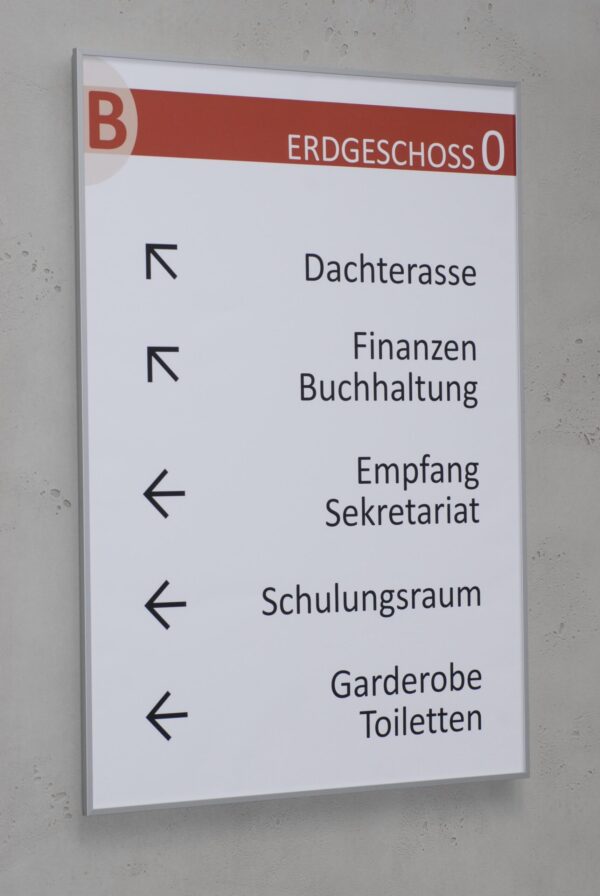 B
ERDGESCHOSS 0
Dachterasse
Finanzen
Buchhaltung
Empfang
Sekretariat
Schulungsraum
Garderobe
Toiletten